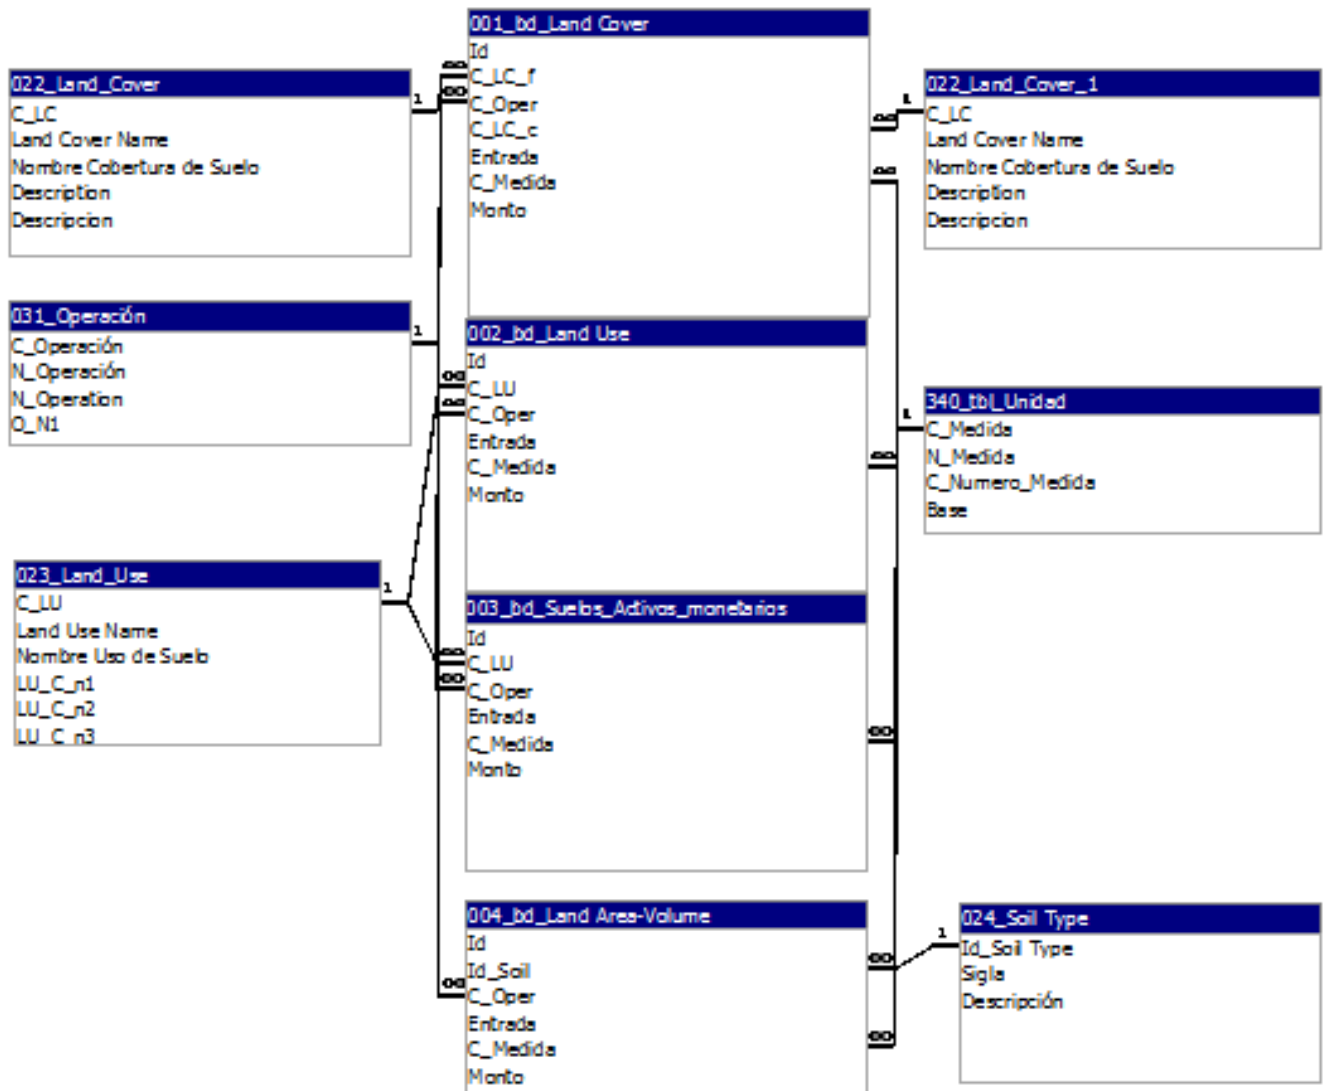 001_bd_Land Cover
Id
C_LC_f
C_Oper
C_LC_c
Entrada
C_Medida
Monto
022_Land_Cover
C_LC
Land Cover Name
Nombre Cobertura de Suelo
Description
Descripcion
022_Land_Cover_1
C_LC
Land Cover Name
Nombre Cobertura de Suelo
Description
Descripcion
031_Operación
C_Operación
N_Operación
N_Operation
O_N1
002_bd_Land Use
Id
C_LU
C_Oper
Entrada
C_Medida
Monto
340_tbl_Unidad
C_Medida
N_Medida
C_Numero_Medida
Base
023_Land_Use
C_LU
Land Use Name
Nombre Uso de Suelo
LU_C_n1
LU_C_n2
LU_C_n3
003_bd_Suelos_Activos_monetarios
Id
C_LU
C_Oper
Entrada
C_Medida
Monto
004_bd_Land Area-Volume
Id
Id_Soil
C_Oper
Entrada
C_Medida
Monto
024_Soil Type
Id_Soil Type
Sigla
Descripción
1
1
1
1
1
1
∞
∞
∞
∞
∞
∞
∞
∞
∞
∞
∞
∞
∞